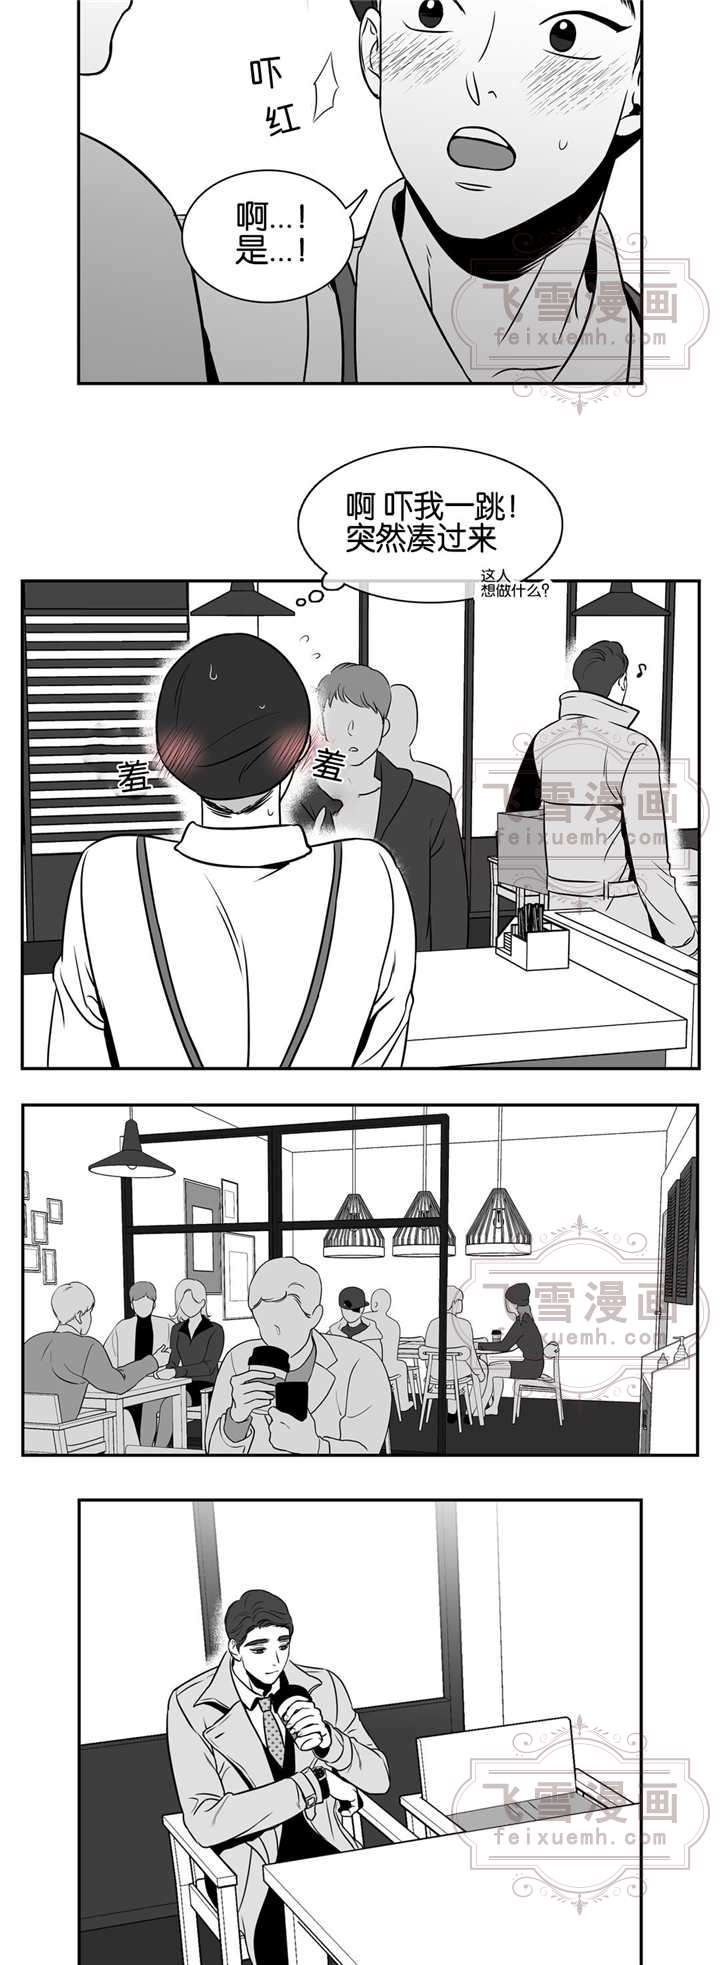 吓
红
啊...！
是...！
飞雪漫画
feixuemh.com
啊 吓我一跳！
突然凑过来
这人
想做什么？
羞
羞
飞雪漫画
feixuemh.com
飞雪漫画
feixuemh.com
飞雪漫画
feixuemh.com